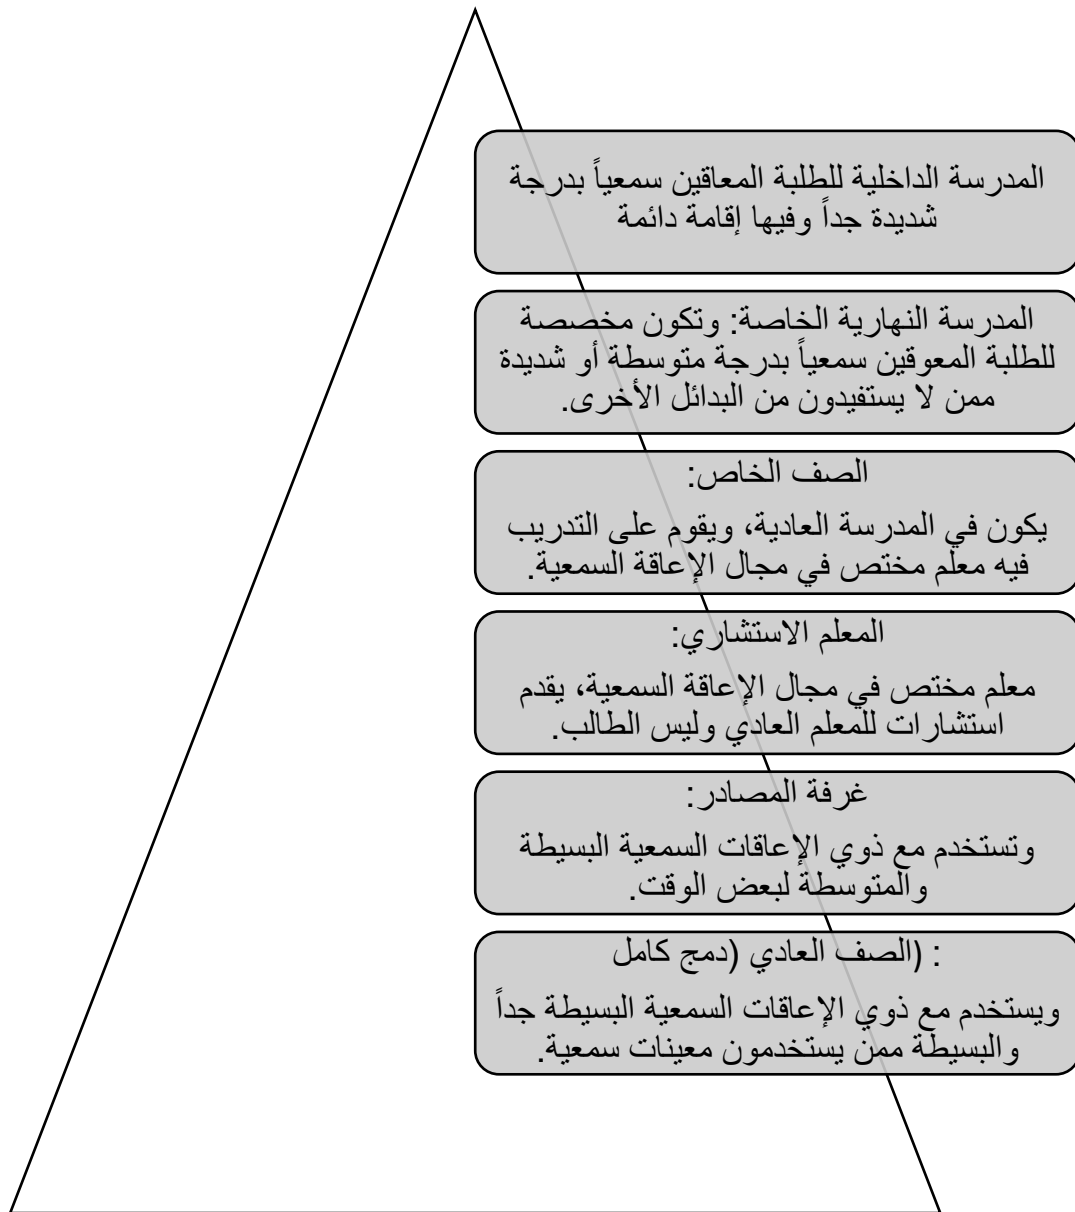 المدرسة الداخلية للطلبة المعاقين سمعياً بدرجة
شديدة جداً وفيها إقامة دائمة
المدرسة النهارية الخاصة: وتكون مخصصة
للطلبة المعوقين سمعياً بدرجة متوسطة أو شديدة
ممن لا يستفيدون من البدائل الأخرى.
الصف الخاص:
يكون في المدرسة العادية، ويقوم على التدريب
فيه معلم مختص في مجال الإعاقة السمعية.
المعلم الاستشاري:
معلم مختص في مجال الإعاقة السمعية، يقدم
استشارات للمعلم العادي وليس الطالب.
غرفة المصادر:
وتستخدم مع ذوي الإعاقات السمعية البسيطة
والمتوسطة لبعض الوقت.
: (الصف العادي (دمج كامل
ويستخدم مع ذوي الإعاقات السمعية البسيطة جداً
والبسيطة ممن يستخدمون معينات سمعية.